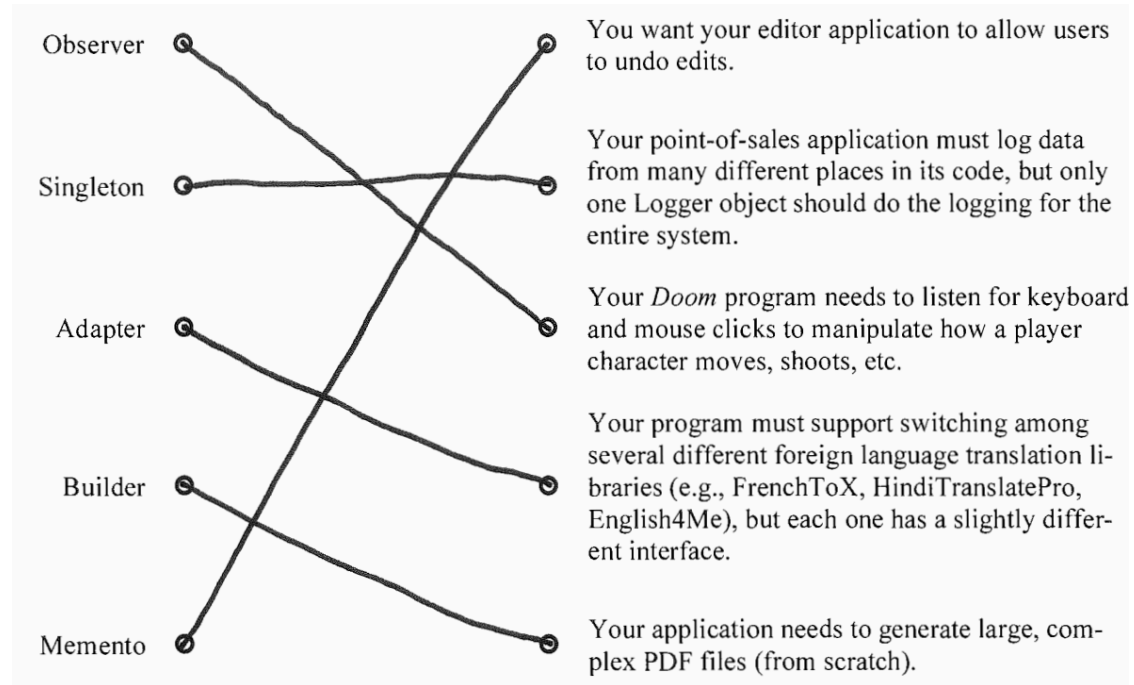 Observer
You want your editor application to allow users
to undo edits.
Singleton
Your point-of-sales application must log data
from many different places in its code, but only
one Logger object should do the logging for the
entire system.
Adapter
Your Doom program needs to listen for keyboard
and mouse clicks to manipulate how a player
character moves, shoots, etc.
Builder
Your program must support switching among
several different foreign language translation li-
braries (e.g., FrenchToX, HindiTranslatePro,
English4Me), but each one has a slightly differ-
ent interface.
Memento
Your application needs to generate large, com-
plex PDF files (from scratch).